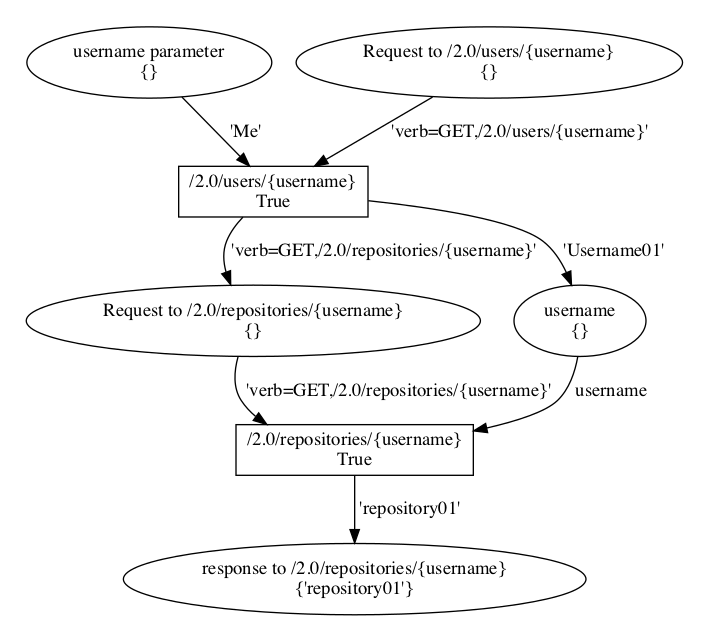 username parameter
{}
Request to /2.0/users/{username}
{}
'Me'
'verb=GET,/2.0/users/{username}'
/2.0/users/{username}
True
'verb=GET,/2.0/repositories/{username}'
'Username01'
Request to /2.0/repositories/{username}
{}
username
{}
'verb=GET,/2.0/repositories/{username}'
username
/2.0/repositories/{username}
True
'repository01'
response to /2.0/repositories/{username}
{'repository01'}